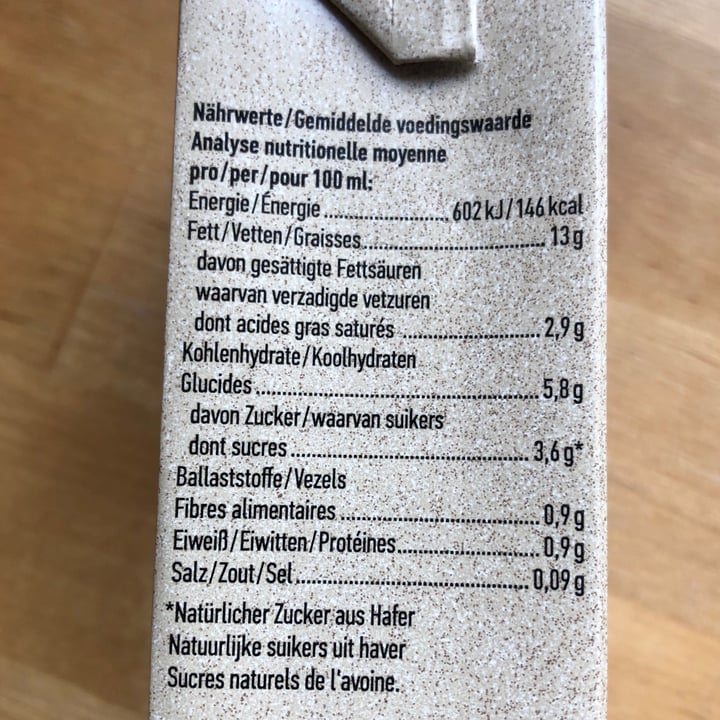 Nährwerte/Gemiddelde voedingswaarde
Analyse nutritionelle moyenne
pro/per/pour 100 ml:
Energie/Énergie ........................ 602 kJ/146 kcal
Fett/Vetten/Graisses ........................ 13 g
davon gesättigte Fettsäuren
waarvan verzadigde vetzuren
dont acides gras saturés ........................ 2,9 g
Kohlenhydrate/Koolhydraten
Glucides ........................ 5,8 g
davon Zucker/waarvan suikers
dont sucres ........................ 3,6 g*
Ballaststoffe/Vezels
Fibres alimentaires ........................ 0,9 g
Eiweiß/Eiwitten/Protéines ........................ 0,9 g
Salz/Zout/Sel ........................ 0,09 g
*Natürlicher Zucker aus Hafer
Natuurlijke suikers uit haver
Sucres naturels de l'avoine.